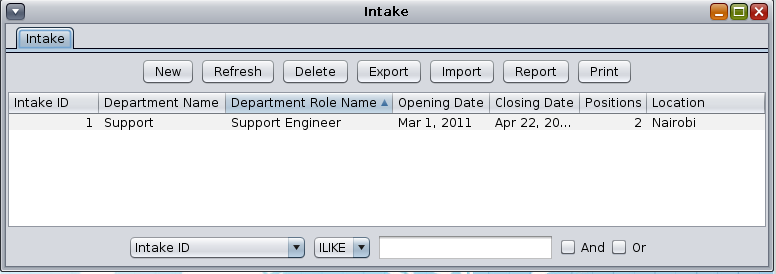 Intake
Intake
New Refresh Delete Export Import Report Print
Intake ID Department Name Department Role Name Opening Date Closing Date Positions Location
1 Support Support Engineer Mar 1, 2011 Apr 22, 20... 2 Nairobi
Intake ID ILIKE And Or